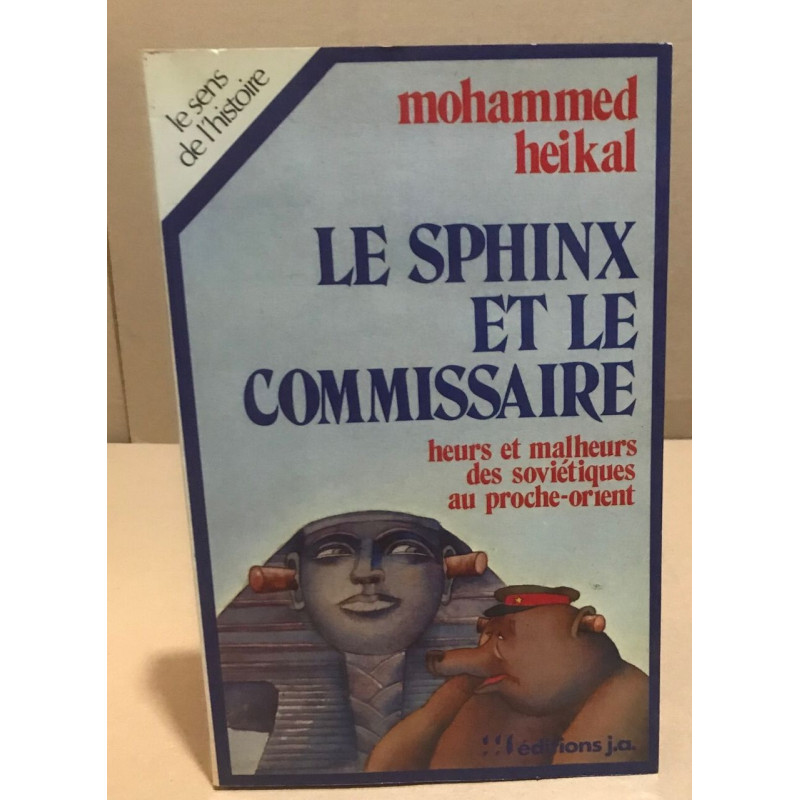 le sens
de l'histoire
mohammed
heikal
LE SPHINX
ET LE
COMMISSAIRE
heurs et malheurs
des soviétiques
au proche-orient
éditions j.a.